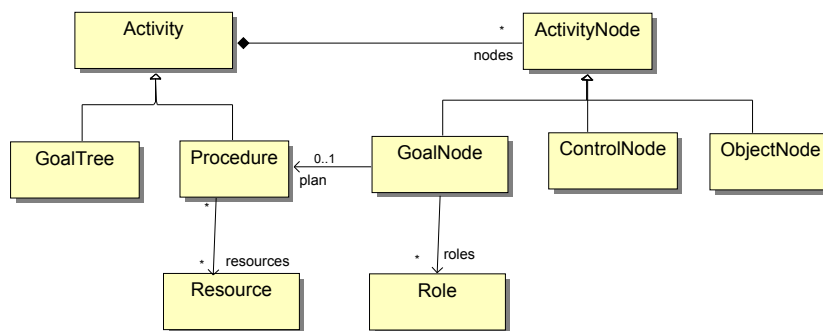 Activity
ActivityNode
*
nodes
GoalTree
Procedure
0..1
plan
GoalNode
ControlNode
ObjectNode
*
* resources
* roles
Resource
Role